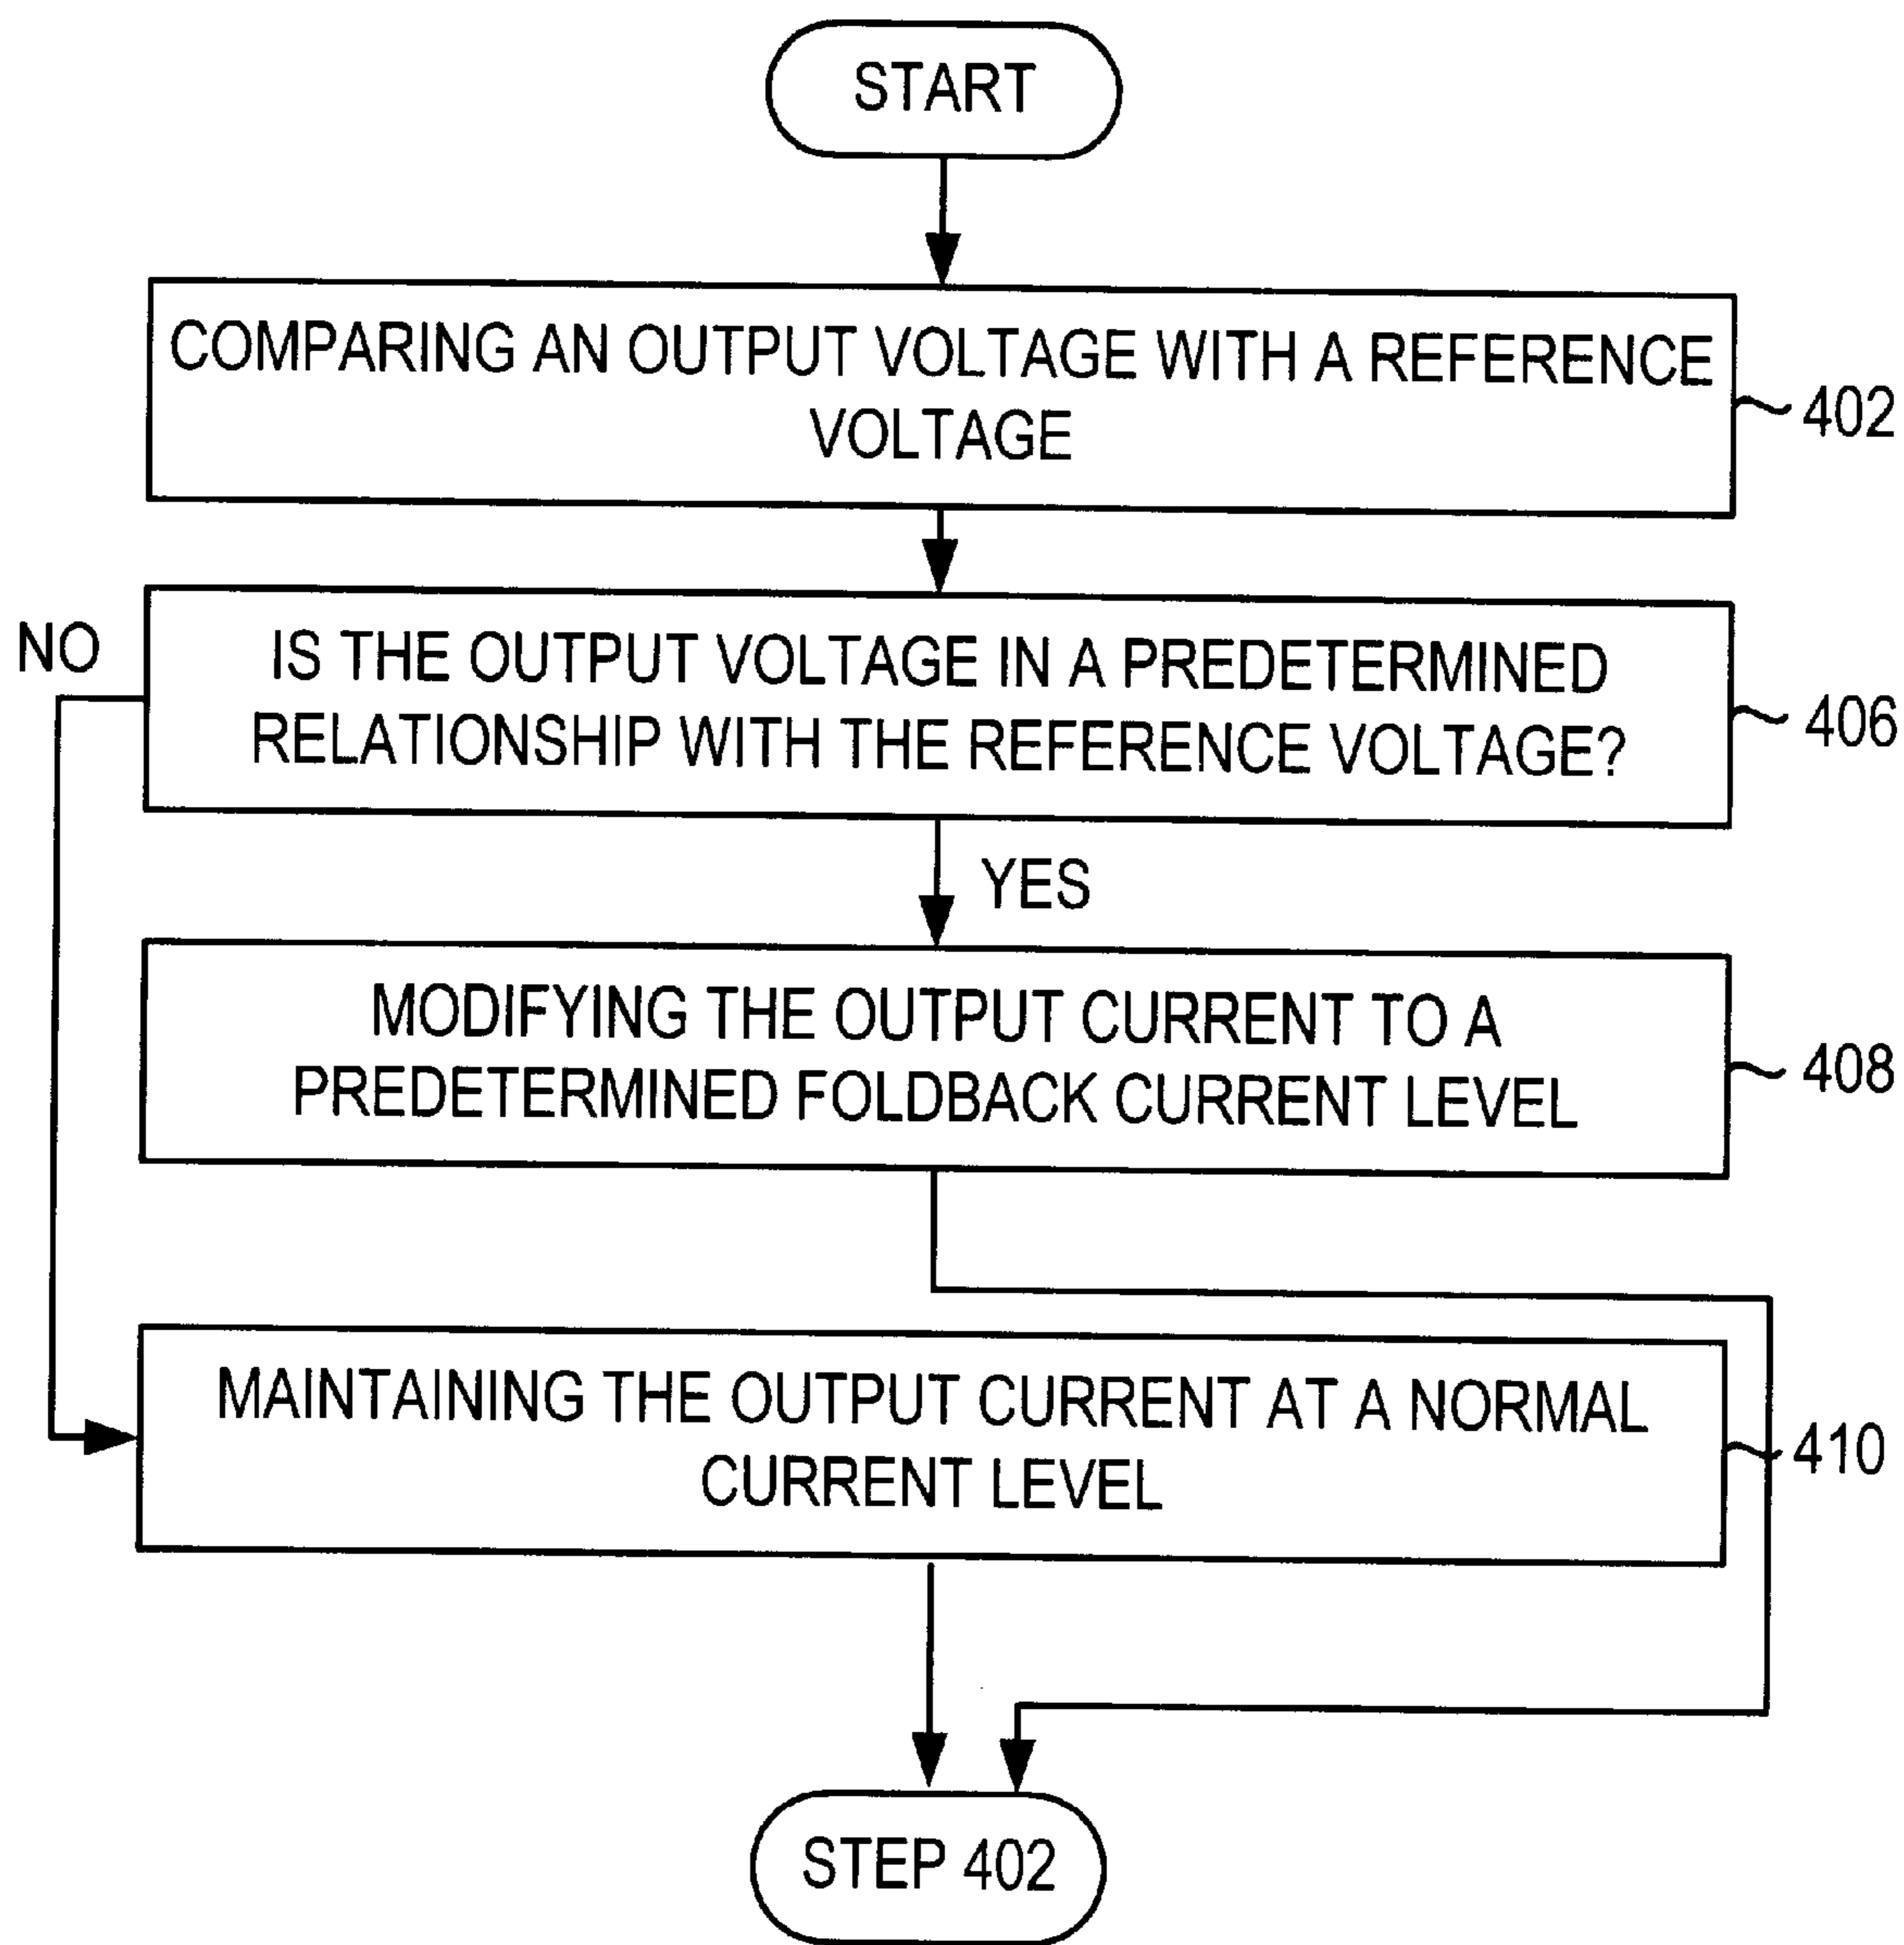 START
COMPARING AN OUTPUT VOLTAGE WITH A REFERENCE
VOLTAGE
402
NO
IS THE OUTPUT VOLTAGE IN A PREDETERMINED
RELATIONSHIP WITH THE REFERENCE VOLTAGE?
406
YES
MODIFYING THE OUTPUT CURRENT TO A
PREDETERMINED FOLDBACK CURRENT LEVEL
408
MAINTAINING THE OUTPUT CURRENT AT A NORMAL
CURRENT LEVEL
410
STEP 402